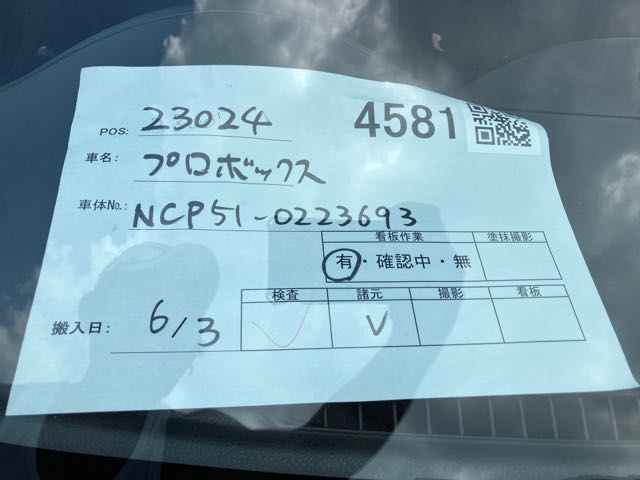 POS: 23024 4581
車名: プロボックス
車体No.: NCP51-0223693
看板作業 塗抹撮影
有・確認中・無
検査 諸元 撮影 看板
搬入日: 6/3 ✓ ✓